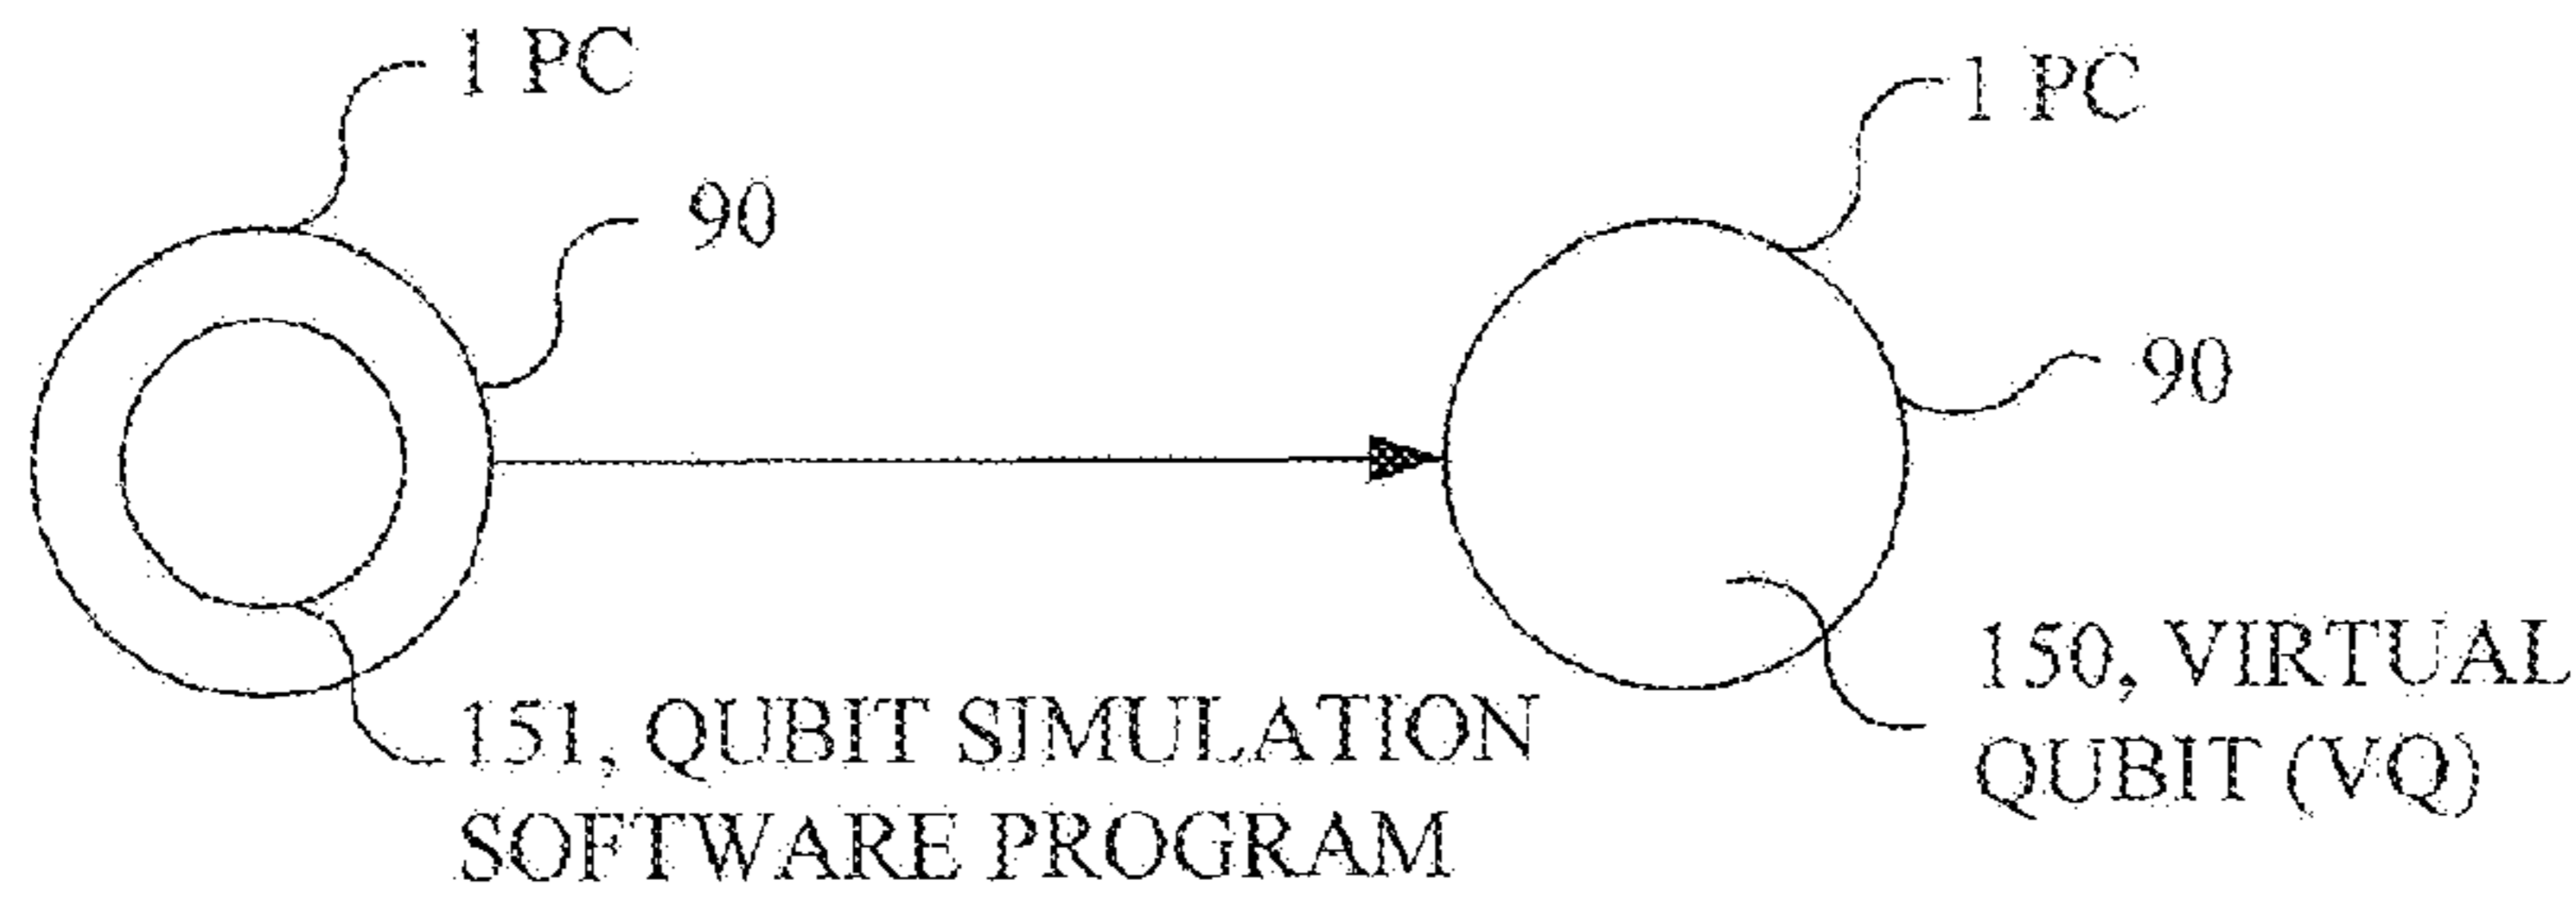 1 PC
1 PC
90
90
151, QUBIT SIMULATION
SOFTWARE PROGRAM
150, VIRTUAL
QUBIT (VQ)